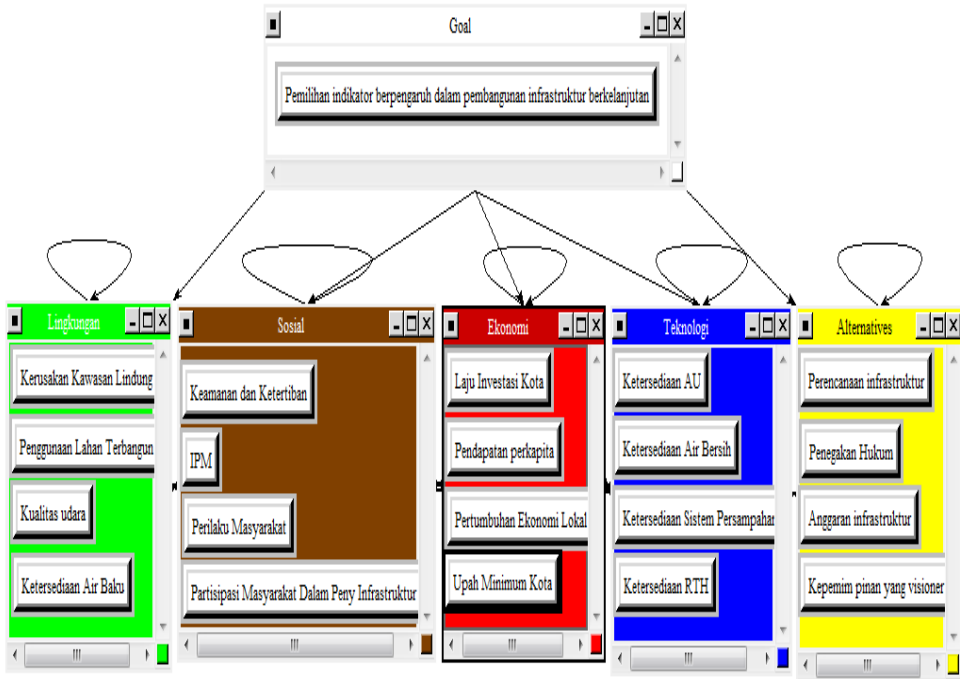 Goal
Pemilihan indikator berpengaruh dalam pembangunan infrastruktur berkelanjutan
Lingkungan
Kerusakan Kawasan Lindung
Penggunaan Lahan Terbangun
Kualitas udara
Ketersediaan Air Baku
Sosial
Keamanan dan Ketertiban
IPM
Perilaku Masyarakat
Partisipasi Masyarakat Dalam Peny Infrastruktur
Ekonomi
Laju Investasi Kota
Pendapatan perkapita
Pertumbuhan Ekonomi Lokal
Upah Minimum Kota
Teknologi
Ketersediaan AU
Ketersediaan Air Bersih
Ketersediaan Sistem Persampahan
Ketersediaan RTH
Alternatives
Perencanaan infrastruktur
Penegakan Hukum
Anggaran infrastruktur
Kepemim pinan yang visioner